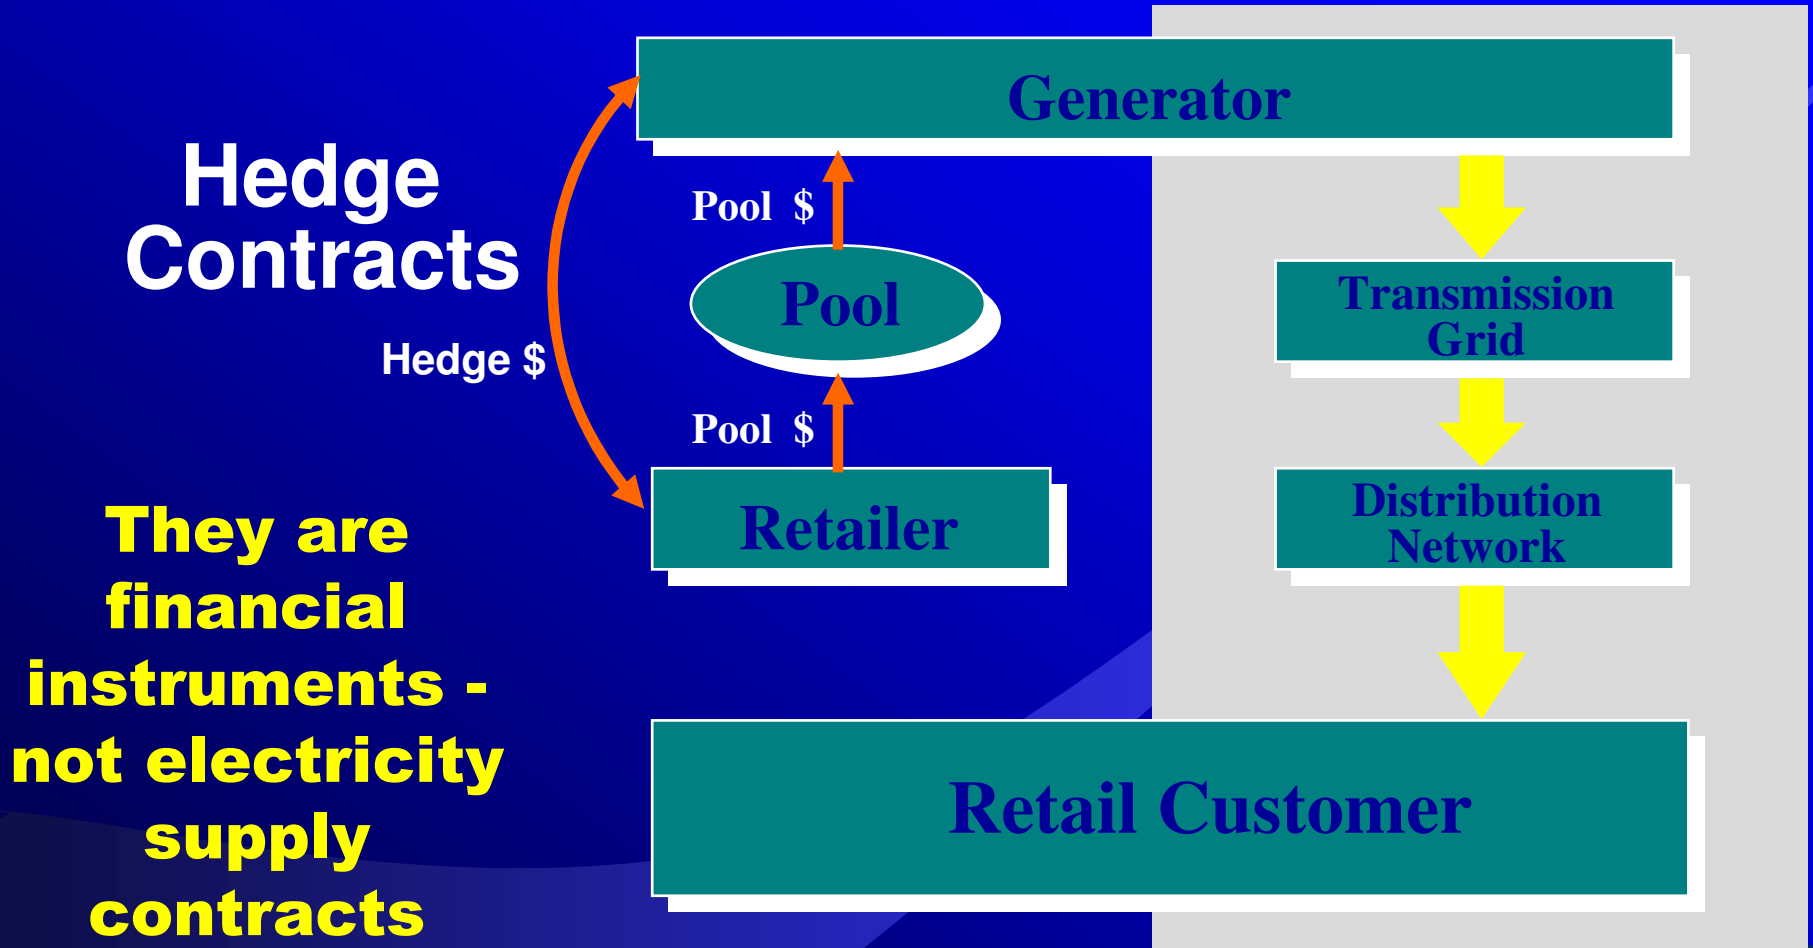 Hedge
Contracts
Hedge $
They are
financial
instruments -
not electricity
supply
contracts
Generator
Pool $
Pool
Pool $
Retailer
Transmission
Grid
Distribution
Network
Retail Customer